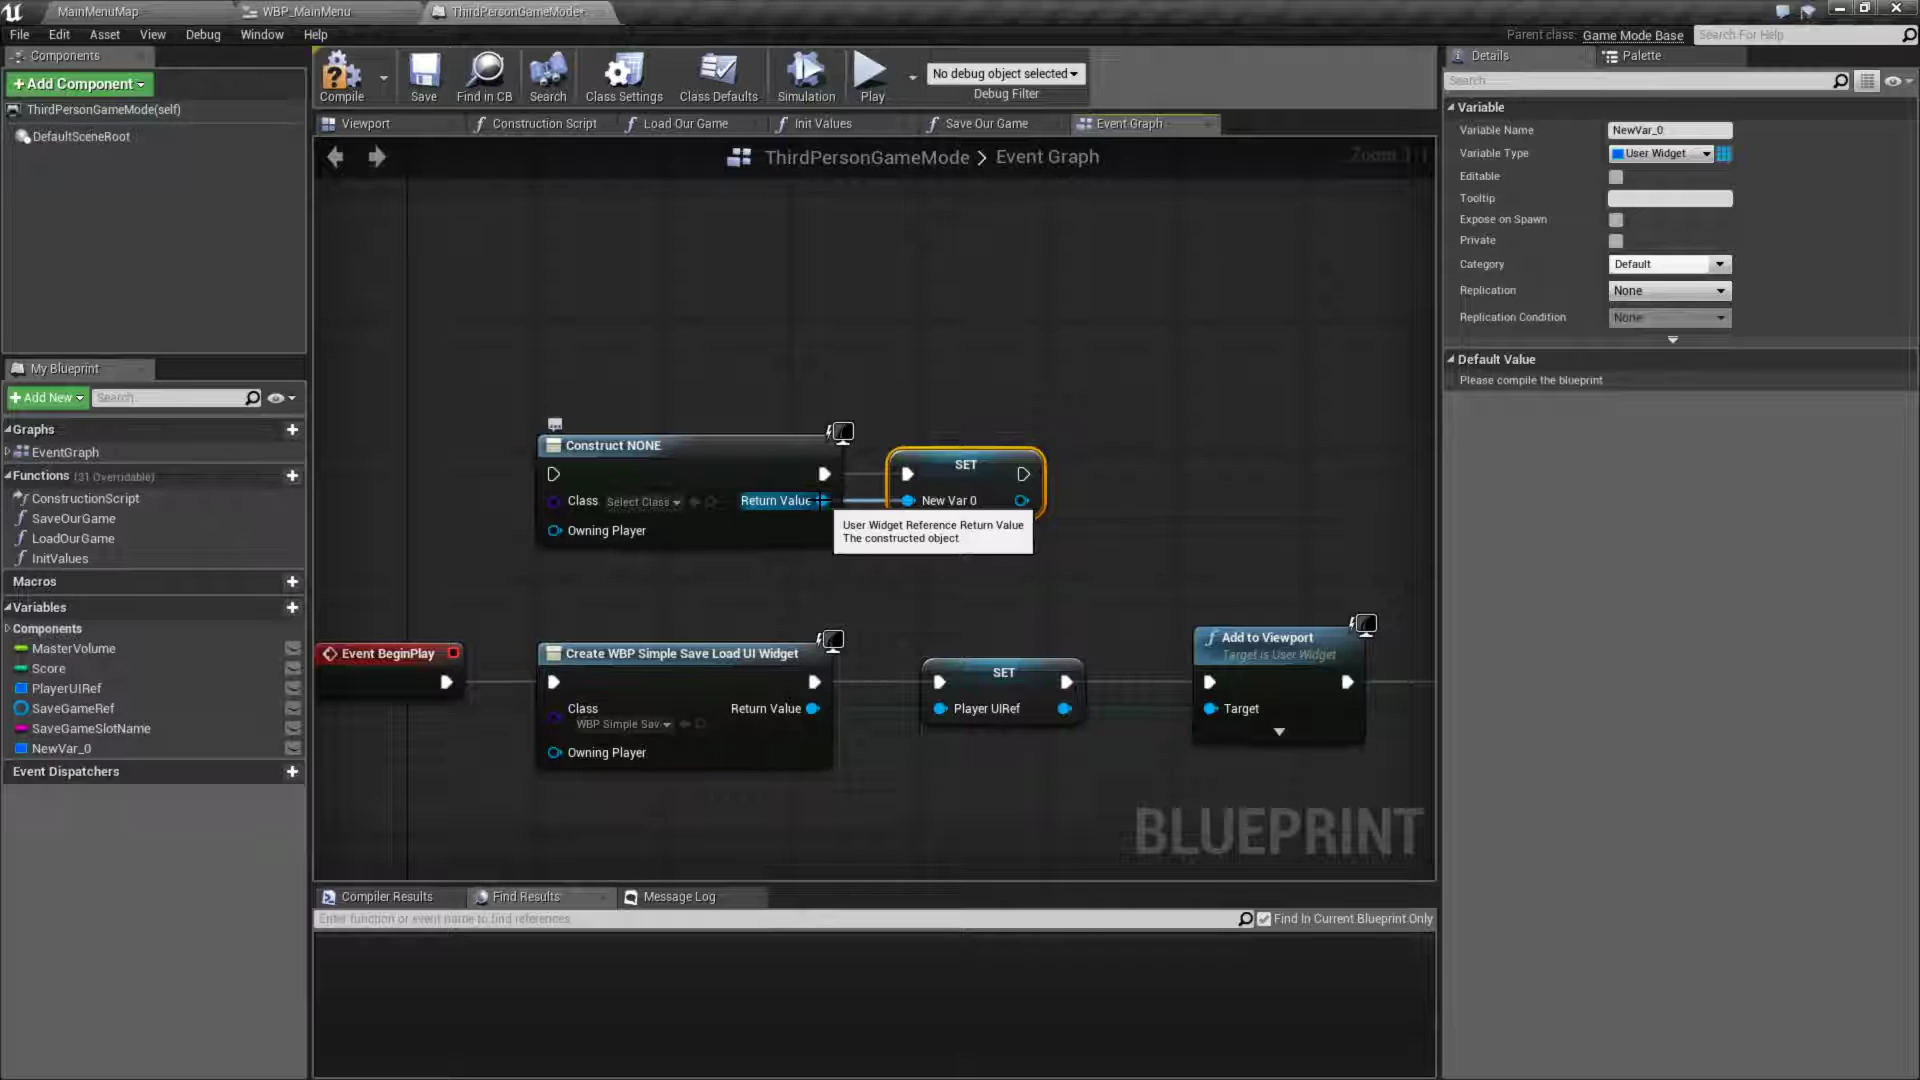 MainMenuMap
WBP_MainMenu
ThirdPersonGameMode*
File Edit Asset View Debug Window Help
Parent class: Game Mode Base
Search For Help
Components
Add Component
ThirdPersonGameMode(self)
DefaultSceneRoot
Compile
Save
Find in CB
Search
Class Settings
Class Defaults
Simulation
Play
No debug object selected
Debug Filter
Viewport
Construction Script
Load Our Game
Init Values
Save Our Game
Event Graph
ThirdPersonGameMode > Event Graph
Zoom 1:1
My Blueprint
Add New
Search
Graphs
EventGraph
Functions (31 Overridable)
ConstructionScript
SaveOurGame
LoadOurGame
InitValues
Macros
Variables
Components
MasterVolume
Score
PlayerUIRef
SaveGameRef
SaveGameSlotName
NewVar_0
Event Dispatchers
Construct NONE
Class Select Class
Return Value
Owning Player
SET
New Var 0
User Widget Reference Return Value
The constructed object
Event BeginPlay
Create WBP Simple Save Load UI Widget
Class
WBP Simple Sav
Return Value
Owning Player
SET
Player UIRef
Add to Viewport
Target is User Widget
Target
BLUEPRINT
Compiler Results
Find Results
Message Log
Enter function or event name to find references
Find In Current Blueprint Only
Details
Palette
Search
Variable
Variable Name NewVar_0
Variable Type User Widget
Editable
Tooltip
Expose on Spawn
Private
Category Default
Replication None
Replication Condition None
Default Value
Please compile the blueprint